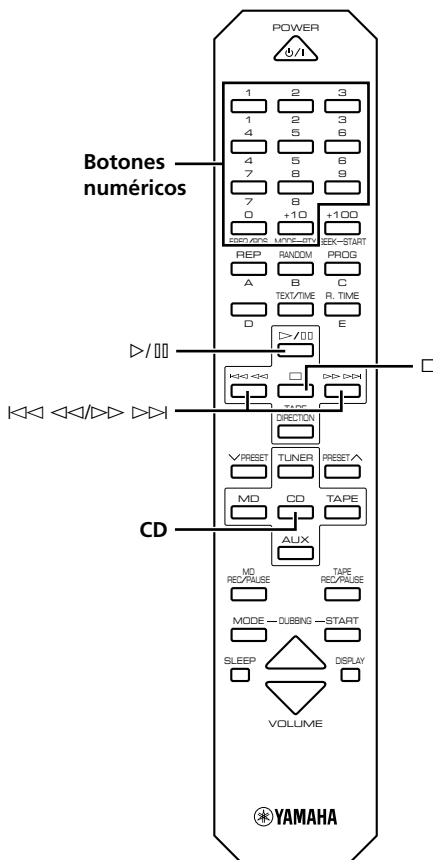 POWER
⏻/I
1 2 3
1 2 3
4 5 6
Botones
numéricos
4 5 6
7 8 9
7 8
0 +10 +100
MODE—PTY SEEK—START
REP RANDOM PROG
A B C
TEXT/TIME R. TIME
D E
▷/▯▯
▷/▯▯
|◁◁ ◁◁ □ ▷▷ ▷▷|
□
|◁◁ ◁◁/▷▷ ▷▷|
TAPE
DIRECTION
∨PRESET TUNER PRESET∧
MD CD TAPE
CD
AUX
MD
REC/PAUSE
TAPE
REC/PAUSE
MODE — DUBBING — START
SLEEP DISPLAY
VOLUME
YAMAHA